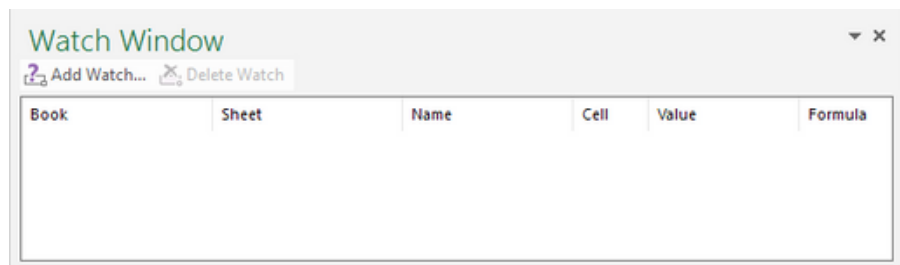 Watch Window
Add Watch... Delete Watch
Book Sheet Name Cell Value Formula